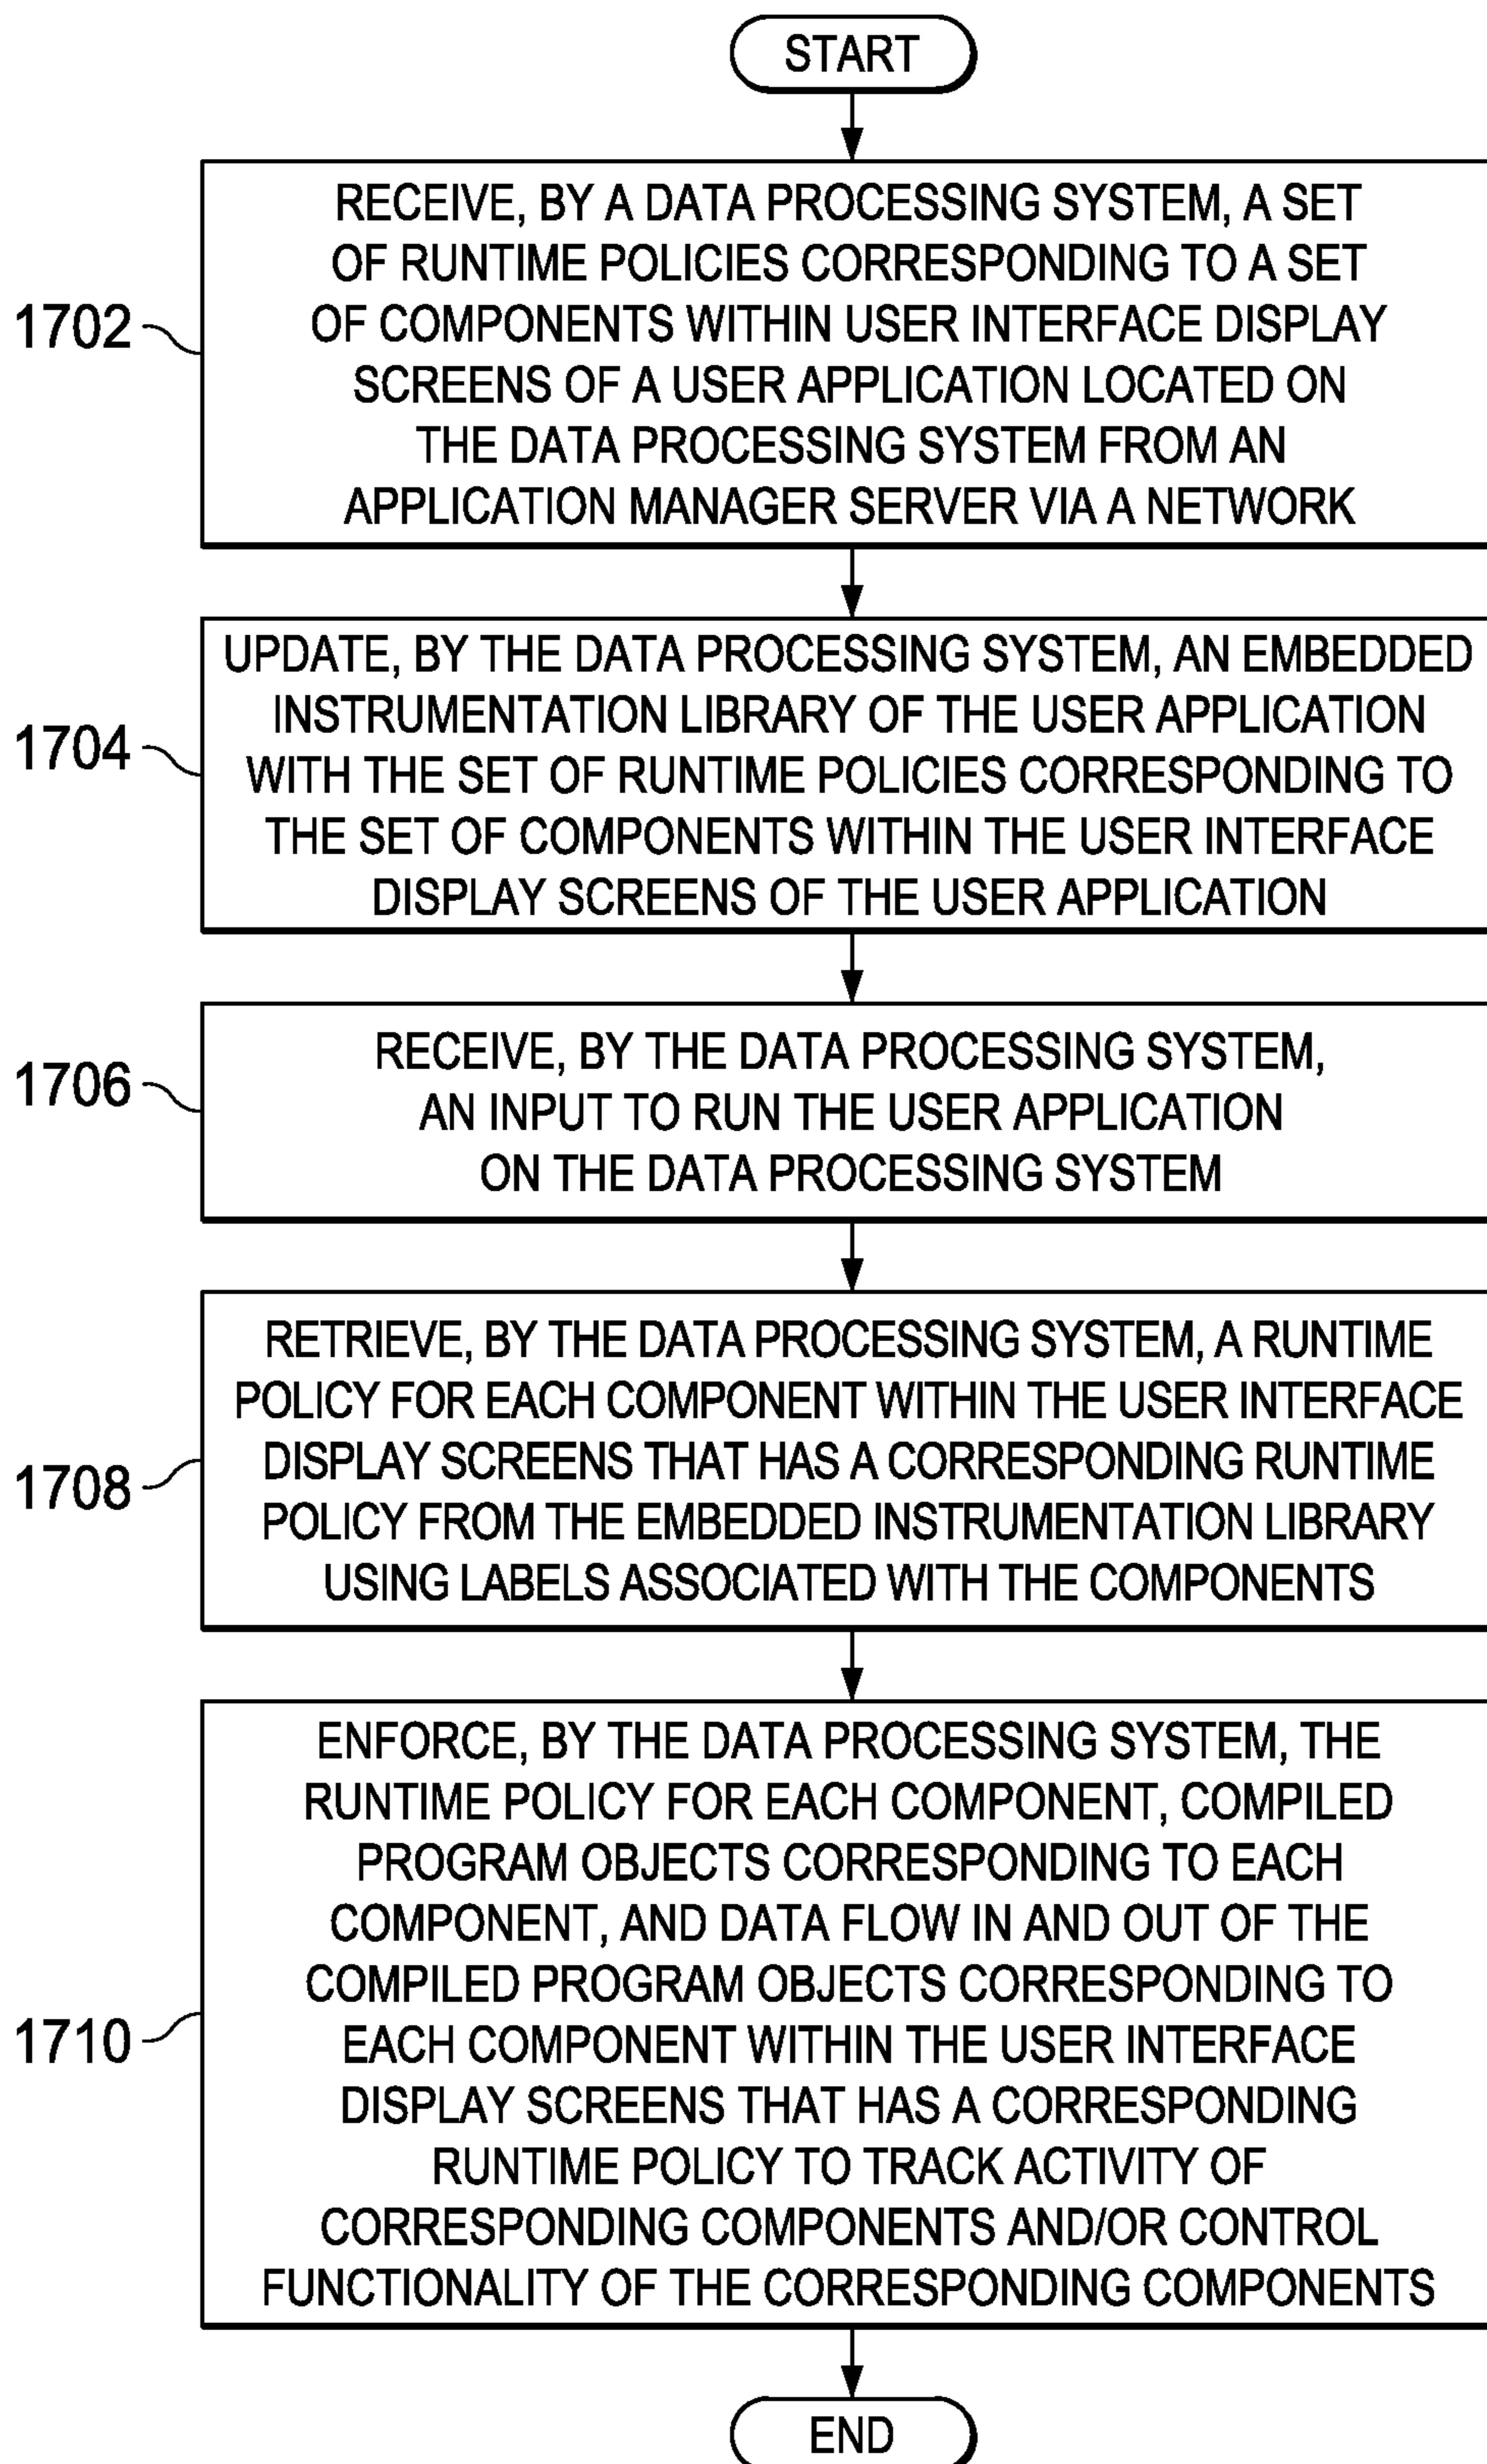 START
1702
RECEIVE, BY A DATA PROCESSING SYSTEM, A SET
OF RUNTIME POLICIES CORRESPONDING TO A SET
OF COMPONENTS WITHIN USER INTERFACE DISPLAY
SCREENS OF A USER APPLICATION LOCATED ON
THE DATA PROCESSING SYSTEM FROM AN
APPLICATION MANAGER SERVER VIA A NETWORK
1704
UPDATE, BY THE DATA PROCESSING SYSTEM, AN EMBEDDED
INSTRUMENTATION LIBRARY OF THE USER APPLICATION
WITH THE SET OF RUNTIME POLICIES CORRESPONDING TO
THE SET OF COMPONENTS WITHIN THE USER INTERFACE
DISPLAY SCREENS OF THE USER APPLICATION
1706
RECEIVE, BY THE DATA PROCESSING SYSTEM,
AN INPUT TO RUN THE USER APPLICATION
ON THE DATA PROCESSING SYSTEM
1708
RETRIEVE, BY THE DATA PROCESSING SYSTEM, A RUNTIME
POLICY FOR EACH COMPONENT WITHIN THE USER INTERFACE
DISPLAY SCREENS THAT HAS A CORRESPONDING RUNTIME
POLICY FROM THE EMBEDDED INSTRUMENTATION LIBRARY
USING LABELS ASSOCIATED WITH THE COMPONENTS
1710
ENFORCE, BY THE DATA PROCESSING SYSTEM, THE
RUNTIME POLICY FOR EACH COMPONENT, COMPILED
PROGRAM OBJECTS CORRESPONDING TO EACH
COMPONENT, AND DATA FLOW IN AND OUT OF THE
COMPILED PROGRAM OBJECTS CORRESPONDING TO
EACH COMPONENT WITHIN THE USER INTERFACE
DISPLAY SCREENS THAT HAS A CORRESPONDING
RUNTIME POLICY TO TRACK ACTIVITY OF
CORRESPONDING COMPONENTS AND/OR CONTROL
FUNCTIONALITY OF THE CORRESPONDING COMPONENTS
END